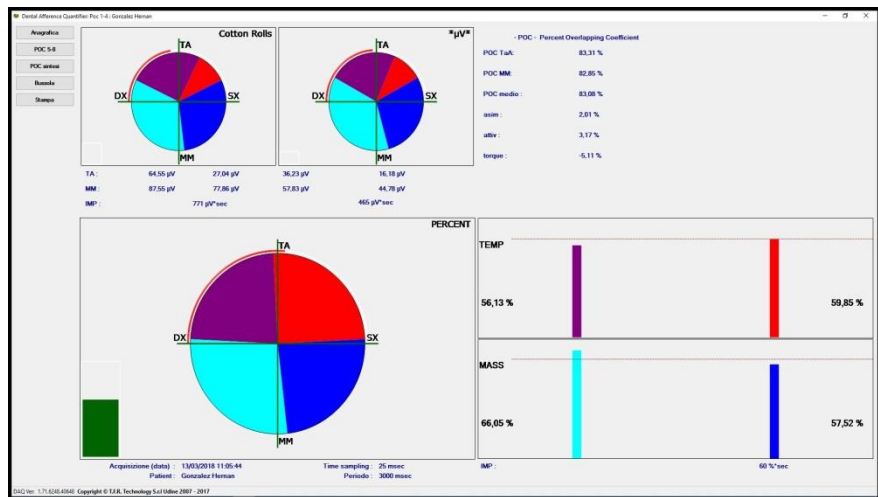 Dental Afference Quantifier: Poc 1-4 : Gonzalez Hernan
Anagrafica
POC 5-8
POC sintesi
Bussola
Stampa
Cotton Rolls
TA
DX
SX
MM
*µV*
TA
DX
SX
MM
- POC - Percent Overlapping Coefficient
POC TaA: 83,31 %
POC MM: 82,85 %
POC medio : 83,08 %
asim : 2,01 %
attiv : 3,17 %
torque : -5,11 %
TA : 64,55 µV 27,04 µV 36,23 µV 16,18 µV
MM : 87,55 µV 77,86 µV 57,83 µV 44,78 µV
IMP : 771 µV*sec 465 µV*sec
PERCENT
TA
DX
SX
MM
TEMP
56,13 % 59,85 %
MASS
66,05 % 57,52 %
Acquisizione (data) : 13/03/2018 11:05:44 Time sampling : 25 msec
Patient : Gonzalez Hernan Periodo : 3000 msec
IMP : 60 %*sec
DAQ Ver. 1.71.6240.40648 Copyright © T.F.R. Technology S.r.l Udine 2007 - 2017